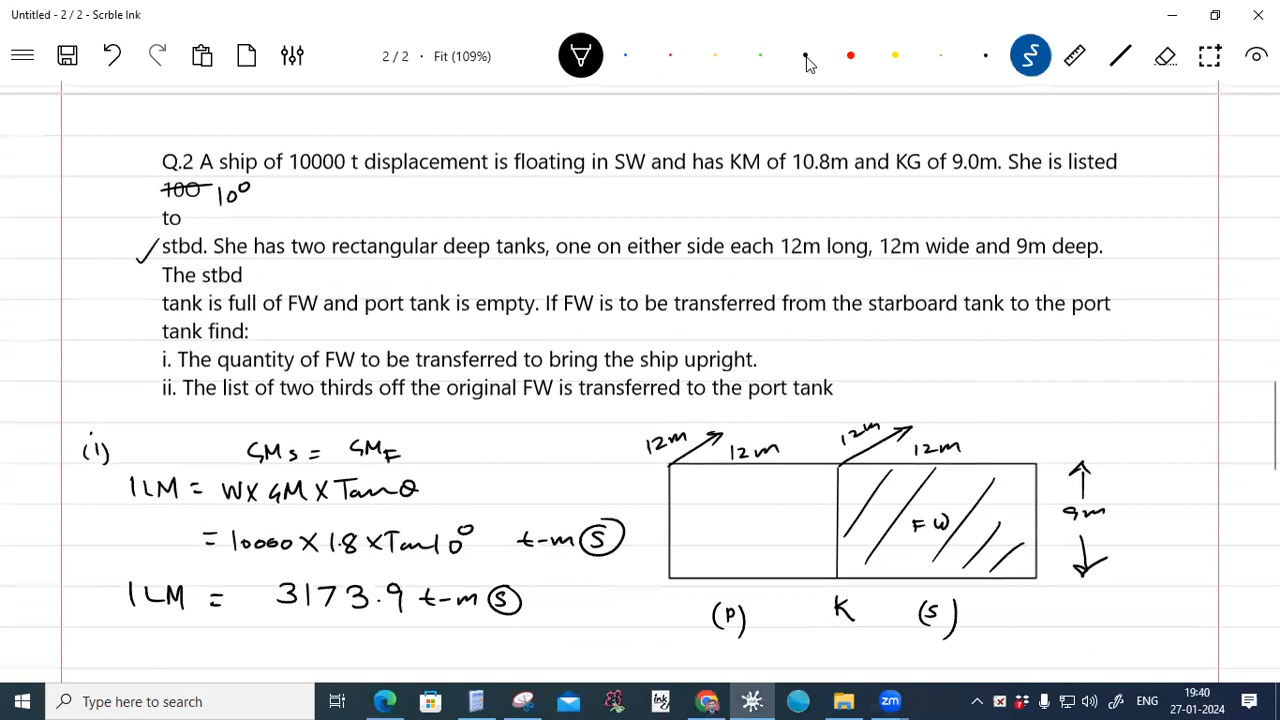 Untitled - 2 / 2 - Scrble Ink
2 / 2 · Fit (109%)
Q.2 A ship of 10000 t displacement is floating in SW and has KM of 10.8m and KG of 9.0m. She is listed
100 10°
to
stbd. She has two rectangular deep tanks, one on either side each 12m long, 12m wide and 9m deep.
The stbd
tank is full of FW and port tank is empty. If FW is to be transferred from the starboard tank to the port
tank find:
i. The quantity of FW to be transferred to bring the ship upright.
ii. The list of two thirds off the original FW is transferred to the port tank
(i) GMs = GMF
ILM = W x GM x Tan θ
= 10000 x 1.8 x Tan 10° t-m (S)
ILM = 3173.9 t-m (S)
12m 12m 12m 12m
FW 9m
(P) K (S)
Type here to search
ink
zm
ENG
19:40
27-01-2024